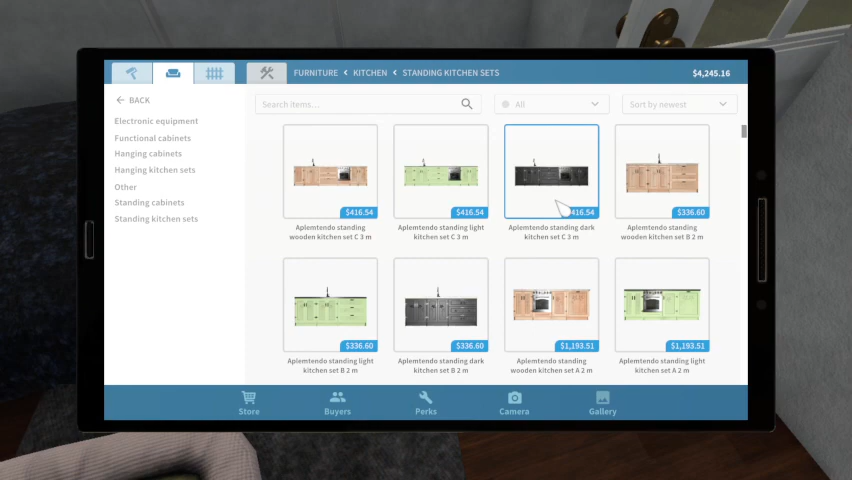 FURNITURE < KITCHEN < STANDING KITCHEN SETS
$4,245.16
BACK
Electronic equipment
Functional cabinets
Hanging cabinets
Hanging kitchen sets
Other
Standing cabinets
Standing kitchen sets
Search items...
All
Sort by newest
$416.54
$416.54
416.54
$336.60
Aplemtendo standing
wooden kitchen set C 3 m
Aplemtendo standing light
kitchen set C 3 m
Aplemtendo standing dark
kitchen set C 3 m
Aplemtendo standing
wooden kitchen set B 2 m
$336.60
$336.60
$1,193.51
$1,193.51
Aplemtendo standing light
kitchen set B 2 m
Aplemtendo standing dark
kitchen set B 2 m
Aplemtendo standing
wooden kitchen set A 2 m
Aplemtendo standing light
kitchen set A 2 m
Store
Buyers
Perks
Camera
Gallery